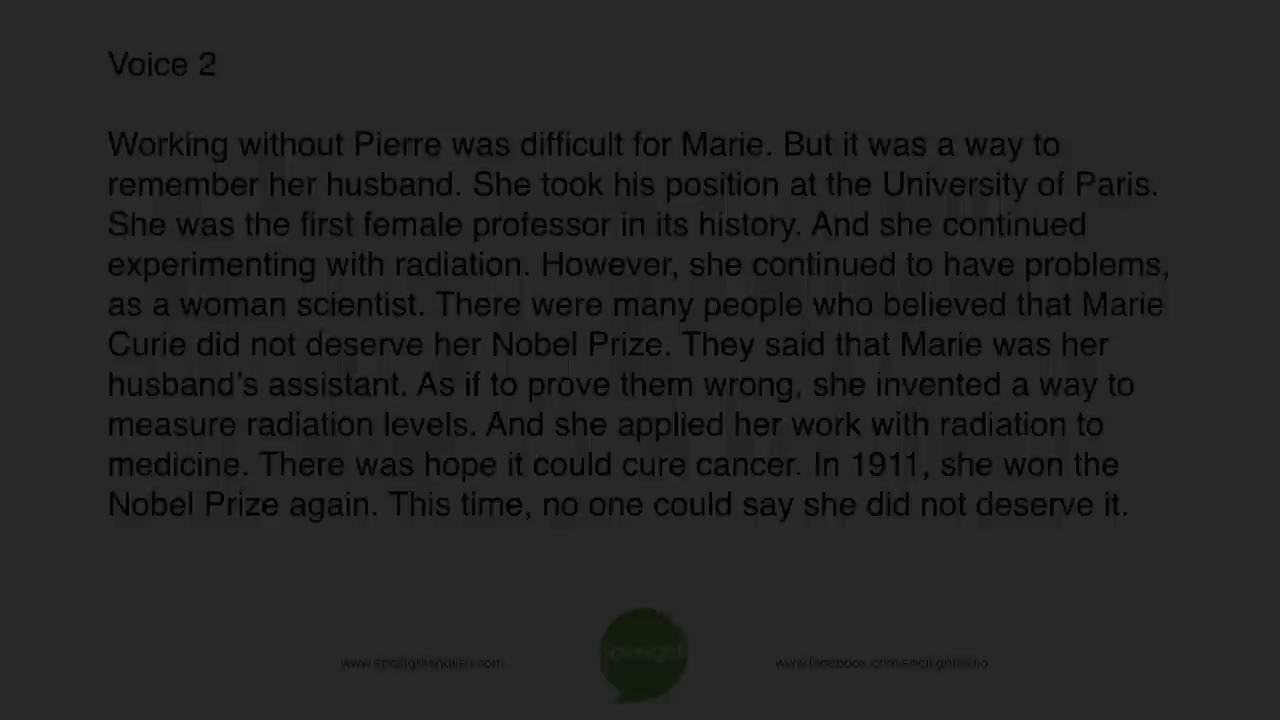 Voice 2
Working without Pierre was difficult for Marie. But it was a way to
remember her husband. She took his position at the University of Paris.
She was the first female professor in its history. And she continued
experimenting with radiation. However, she continued to have problems,
as a woman scientist. There were many people who believed that Marie
Curie did not deserve her Nobel Prize. They said that Marie was her
husband's assistant. As if to prove them wrong, she invented a way to
measure radiation levels. And she applied her work with radiation to
medicine. There was hope it could cure cancer. In 1911, she won the
Nobel Prize again. This time, no one could say she did not deserve it.